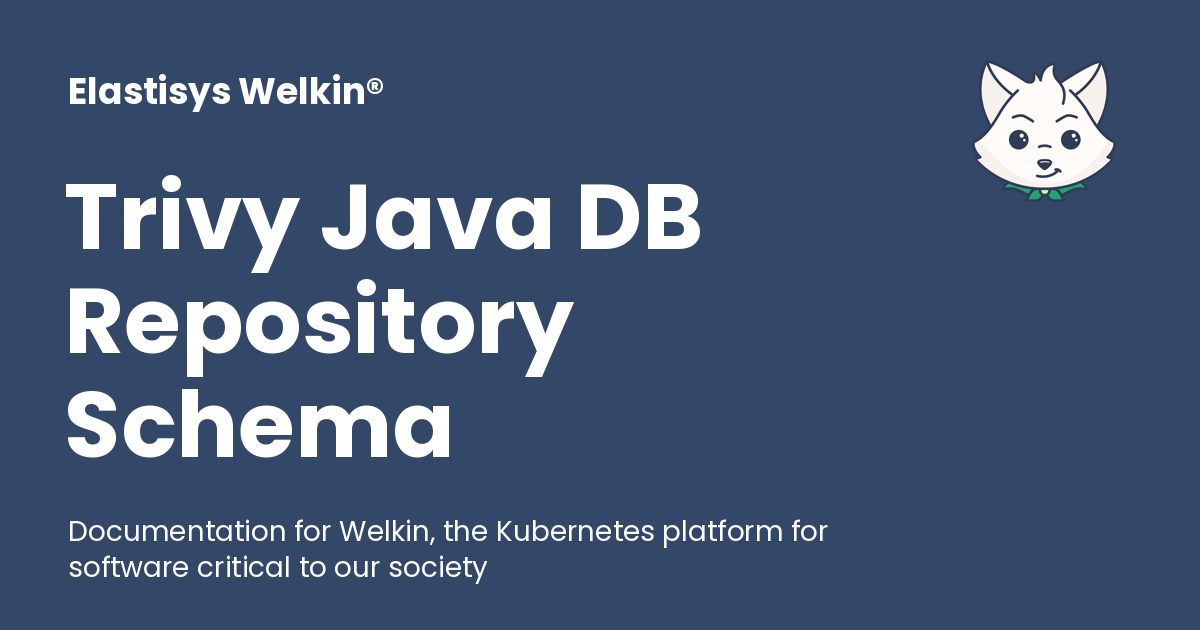 Elastisys Welkin®
Trivy Java DB
Repository
Schema
Documentation for Welkin, the Kubernetes platform for
software critical to our society